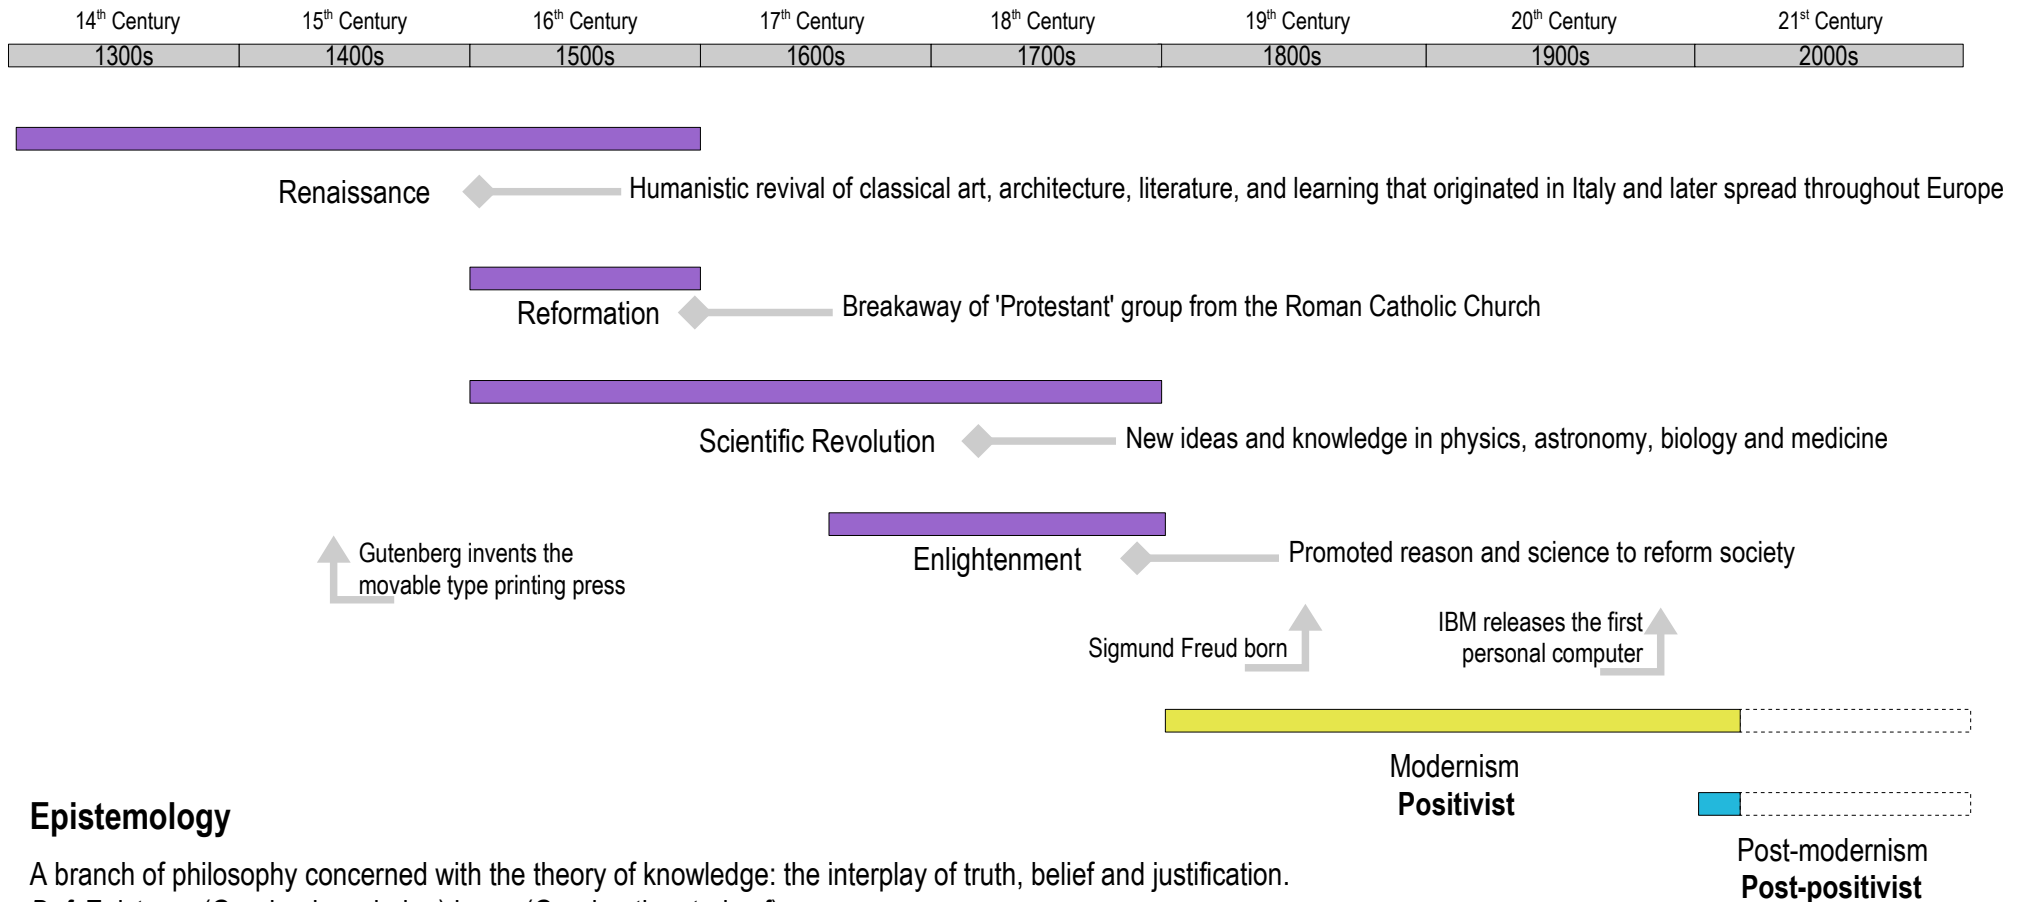 14th Century 15th Century 16th Century 17th Century 18th Century 19th Century 20th Century 21st Century
1300s 1400s 1500s 1600s 1700s 1800s 1900s 2000s
Renaissance Humanistic revival of classical art, architecture, literature, and learning that originated in Italy and later spread throughout Europe
Reformation Breakaway of 'Protestant' group from the Roman Catholic Church
Scientific Revolution New ideas and knowledge in physics, astronomy, biology and medicine
Gutenberg invents the
movable type printing press
Enlightenment Promoted reason and science to reform society
Sigmund Freud born
IBM releases the first
personal computer
Modernism
Positivist
Post-modernism
Post-positivist
Epistemology
A branch of philosophy concerned with the theory of knowledge: the interplay of truth, belief and justification.